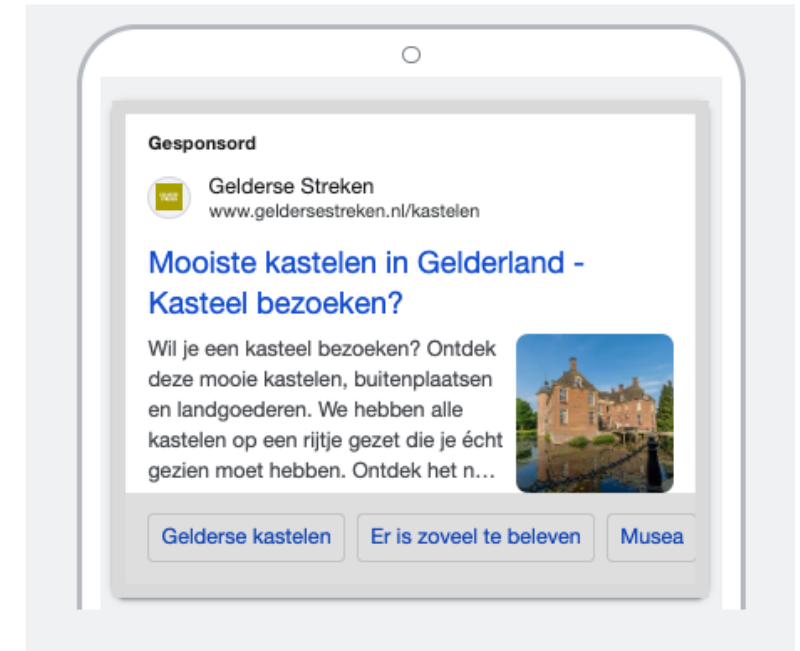 Gesponsord
Gelderse Streken
www.geldersestreken.nl/kastelen
Mooiste kastelen in Gelderland -
Kasteel bezoeken?
Wil je een kasteel bezoeken? Ontdek
deze mooie kastelen, buitenplaatsen
en landgoederen. We hebben alle
kastelen op een rijtje gezet die je écht
gezien moet hebben. Ontdek het n...
Gelderse kastelen Er is zoveel te beleven Musea